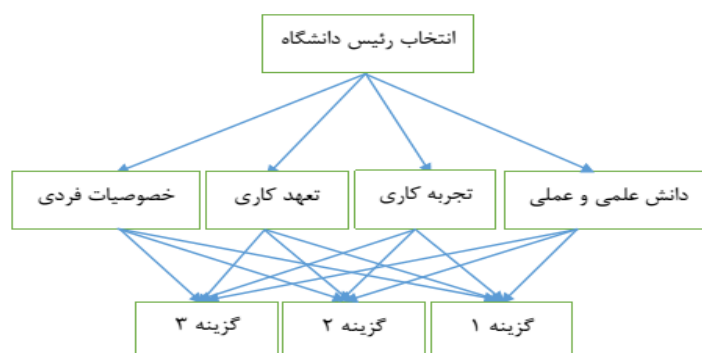 انتخاب رئیس دانشگاه
دانش علمی و عملی
تجربه کاری
تعهد کاری
خصوصیات فردی
گزینه ۱
گزینه ۲
گزینه ۳